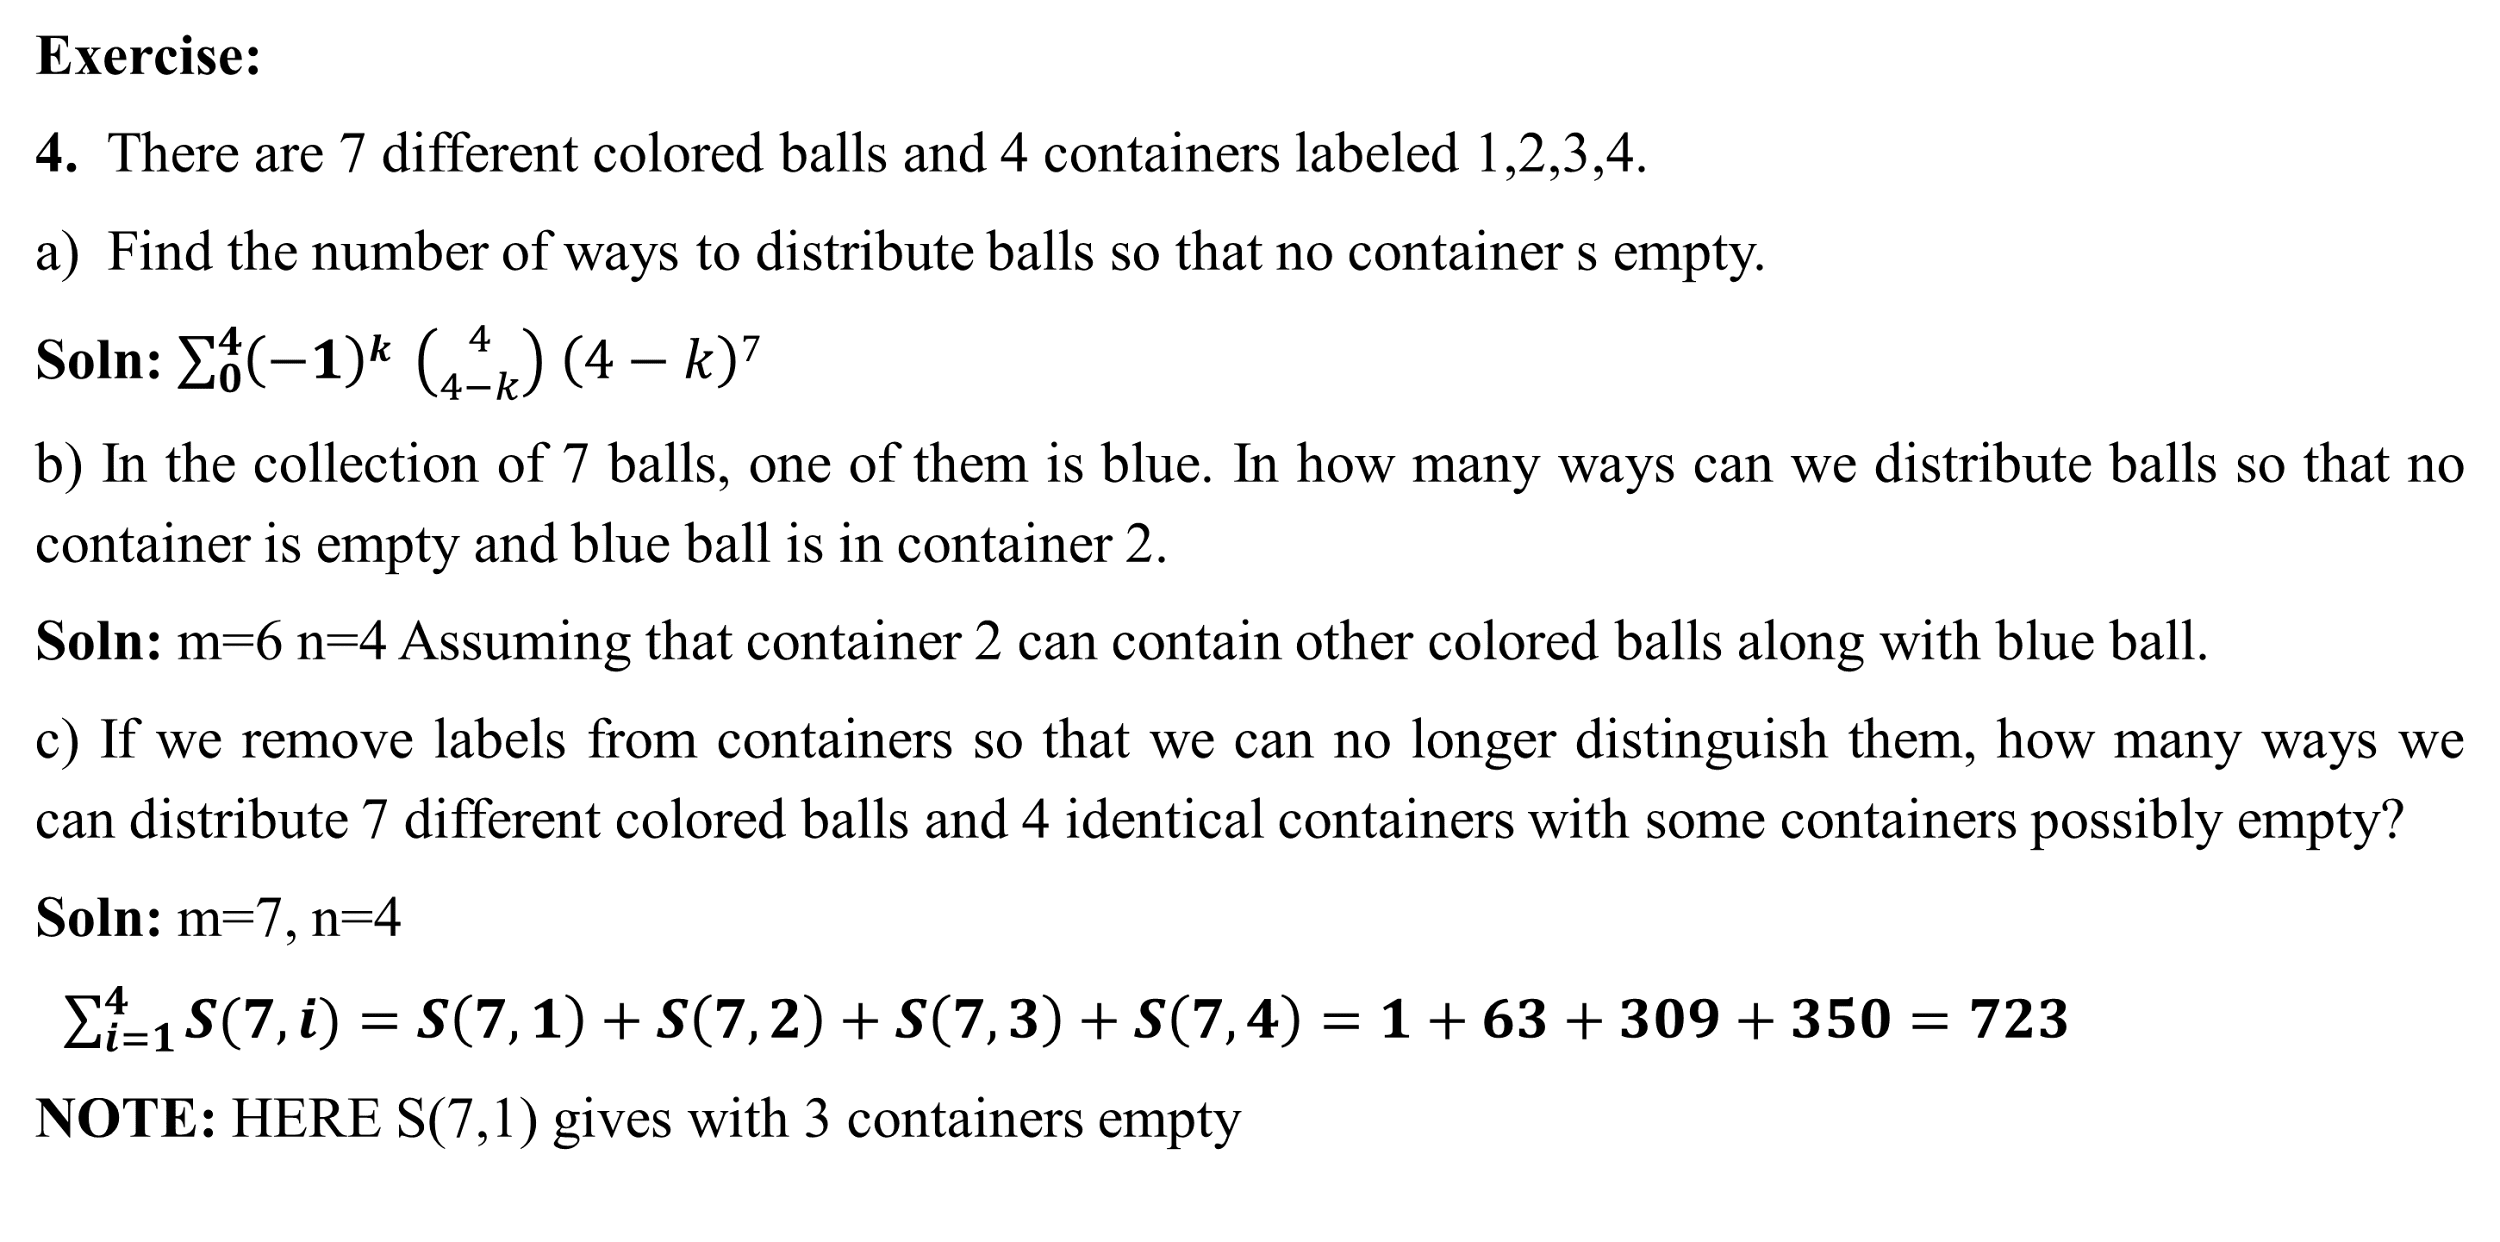 Exercise:
4. There are 7 different colored balls and 4 containers labeled 1,2,3,4.
a) Find the number of ways to distribute balls so that no container s empty.
Soln: ∑₀⁴(−1)ᵏ (4 4−k) (4 − k)⁷
b) In the collection of 7 balls, one of them is blue. In how many ways can we distribute balls so that no
container is empty and blue ball is in container 2.
Soln: m=6 n=4 Assuming that container 2 can contain other colored balls along with blue ball.
c) If we remove labels from containers so that we can no longer distinguish them, how many ways we
can distribute 7 different colored balls and 4 identical containers with some containers possibly empty?
Soln: m=7, n=4
∑ᵢ₌₁⁴ S(7, i) = S(7, 1) + S(7, 2) + S(7, 3) + S(7, 4) = 1 + 63 + 309 + 350 = 723
NOTE: HERE S(7,1) gives with 3 containers empty